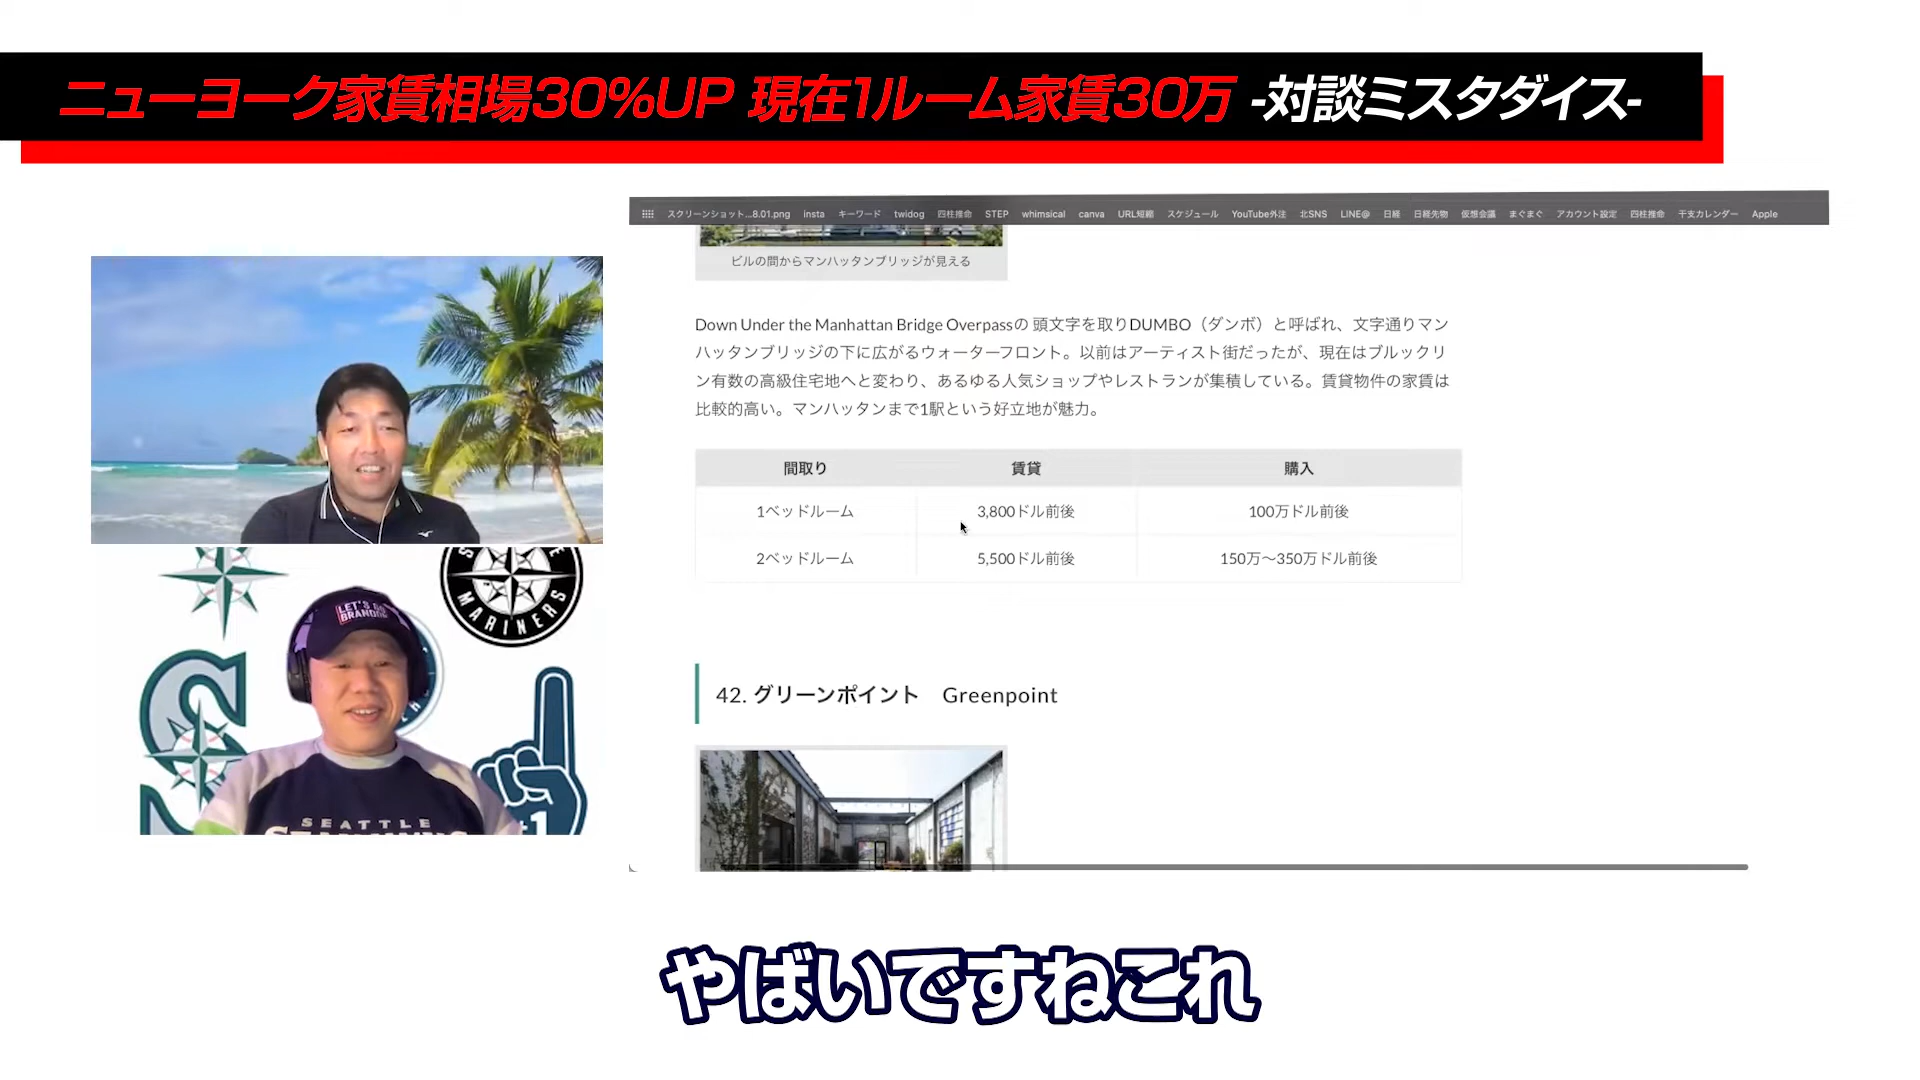 ニューヨーク家賃相場30%UP 現在1ルーム家賃30万 -対談ミスタダイス-
スクリーンショット...8.01.png insta キーワード twidog 四柱推命 STEP whimsical canva URL短縮 スケジュール YouTube外注 北SNS LINE@ 日経 日経先物 仮想会議 まぐまぐ アカウント設定 四柱推命 干支カレンダー Apple
ビルの間からマンハッタンブリッジが見える
Down Under the Manhattan Bridge Overpassの 頭文字を取りDUMBO（ダンボ）と呼ばれ、文字通りマン
ハッタンブリッジの下に広がるウォーターフロント。以前はアーティスト街だったが、現在はブルックリ
ン有数の高級住宅地へと変わり、あるゆる人気ショップやレストランが集積している。賃貸物件の家賃は
比較的高い。マンハッタンまで1駅という好立地が魅力。
間取り 賃貸 購入
1ベッドルーム 3,800ドル前後 100万ドル前後
2ベッドルーム 5,500ドル前後 150万〜350万ドル前後
42. グリーンポイント Greenpoint
MARINERS
LET'S GO
BRANDON
S
SEATTLE
#1
やばいですねこれ